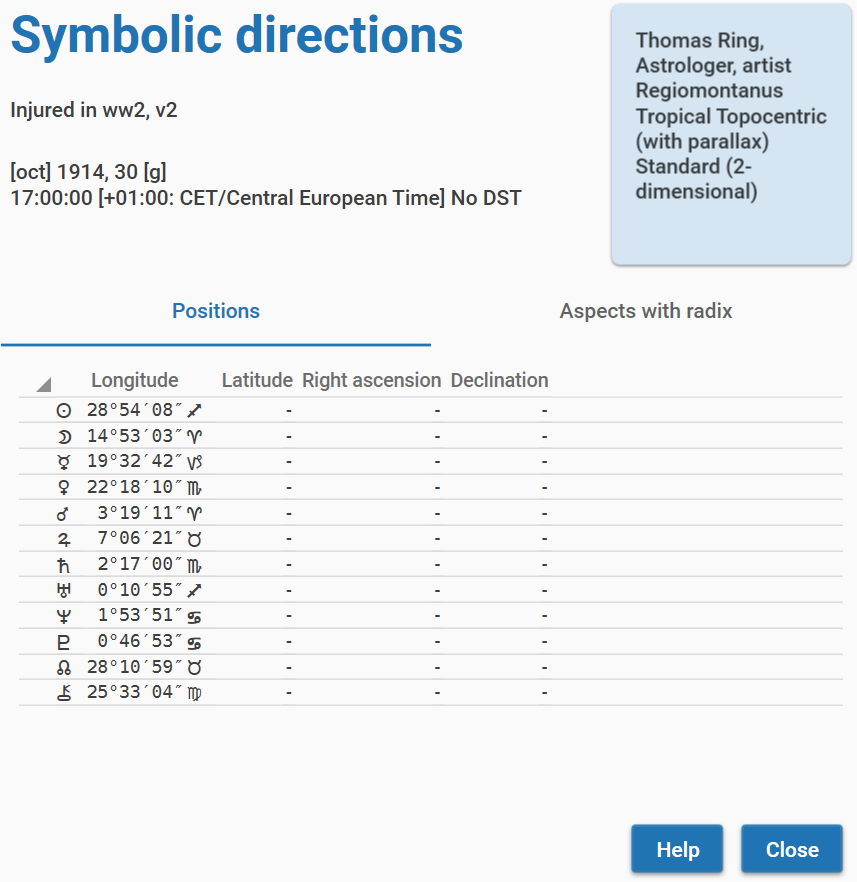 Symbolic directions
Thomas Ring,
Astrologer, artist
Regiomontanus
Tropical Topocentric
(with parallax)
Standard (2-
dimensional)
Injured in ww2, v2
[oct] 1914, 30 [g]
17:00:00 [+01:00: CET/Central European Time] No DST
Positions Aspects with radix
Longitude Latitude Right ascension Declination
☉ 28°54′08″ ♐ - - -
☽ 14°53′03″ ♈ - - -
☿ 19°32′42″ ♑ - - -
♀ 22°18′10″ ♏ - - -
♂ 3°19′11″ ♈ - - -
♃ 7°06′21″ ♉ - - -
♄ 2°17′00″ ♏ - - -
♅ 0°10′55″ ♐ - - -
♆ 1°53′51″ ♋ - - -
♇ 0°46′53″ ♋ - - -
☊ 28°10′59″ ♉ - - -
⚷ 25°33′04″ ♍ - - -
Help Close